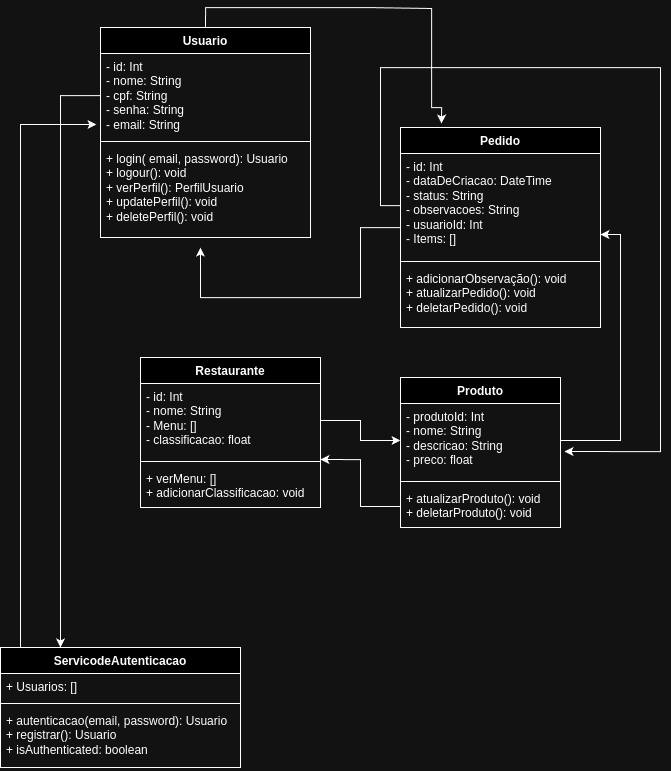 Usuario
- id: Int
- nome: String
- cpf: String
- senha: String
- email: String
+ login( email, password): Usuario
+ logour(): void
+ verPerfil(): PerfilUsuario
+ updatePerfil(): void
+ deletePerfil(): void
Pedido
- id: Int
- dataDeCriacao: DateTime
- status: String
- observacoes: String
- usuarioId: Int
- Items: []
+ adicionarObservação(): void
+ atualizarPedido(): void
+ deletarPedido(): void
Restaurante
- id: Int
- nome: String
- Menu: []
- classificacao: float
+ verMenu: []
+ adicionarClassificacao: void
Produto
- produtoId: Int
- nome: String
- descricao: String
- preco: float
+ atualizarProduto(): void
+ deletarProduto(): void
ServicodeAutenticacao
+ Usuarios: []
+ autenticacao(email, password): Usuario
+ registrar(): Usuario
+ isAuthenticated: boolean